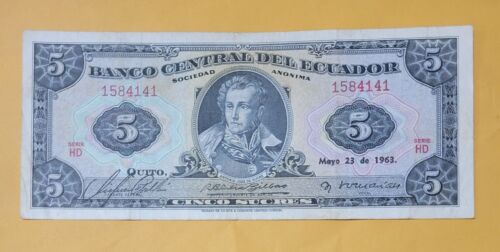 5 BANCO CENTRAL DEL ECUADOR 5
SOCIEDAD ANONIMA
1584141 1584141
5 5
SERIE HD SERIE HD
Mayo 23 de 1963.
QUITO,
5 5
CINCO SUCRES